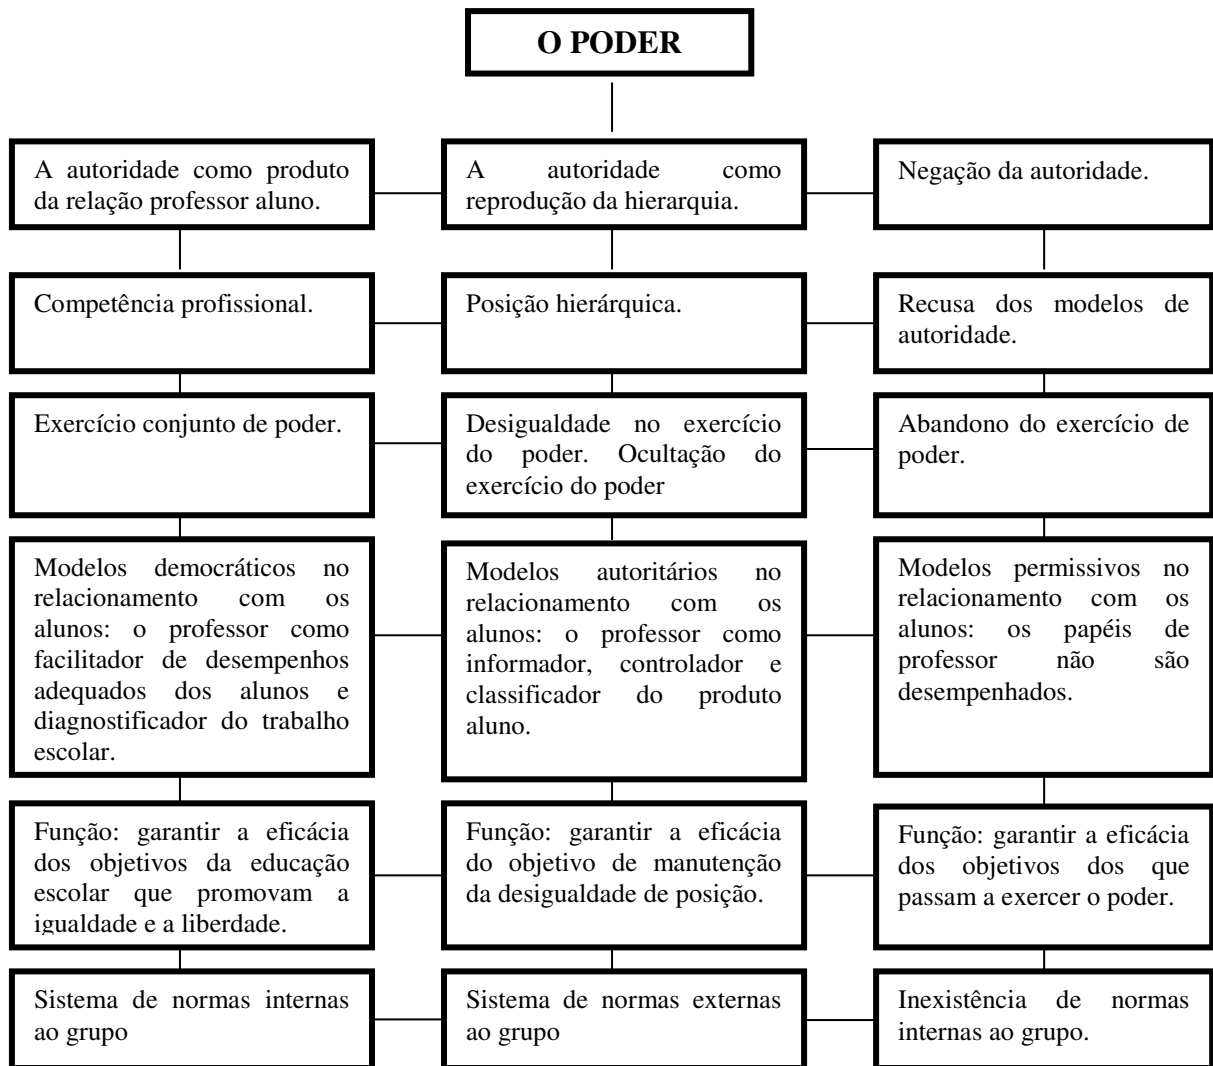 O PODER
A autoridade como produto
da relação professor aluno.
A autoridade como
reprodução da hierarquia.
Negação da autoridade.
Competência profissional.
Posição hierárquica.
Recusa dos modelos de
autoridade.
Exercício conjunto de poder.
Desigualdade no exercício
do poder. Ocultação do
exercício do poder
Abandono do exercício de
poder.
Modelos democráticos no
relacionamento com os
alunos: o professor como
facilitador de desempenhos
adequados dos alunos e
diagnostificador do trabalho
escolar.
Modelos autoritários no
relacionamento com os
alunos: o professor como
informador, controlador e
classificador do produto
aluno.
Modelos permissivos no
relacionamento com os
alunos: os papéis de
professor não são
desempenhados.
Função: garantir a eficácia
dos objetivos da educação
escolar que promovam a
igualdade e a liberdade.
Função: garantir a eficácia
do objetivo de manutenção
da desigualdade de posição.
Função: garantir a eficácia
dos objetivos dos que
passam a exercer o poder.
Sistema de normas internas
ao grupo
Sistema de normas externas
ao grupo
Inexistência de normas
internas ao grupo.